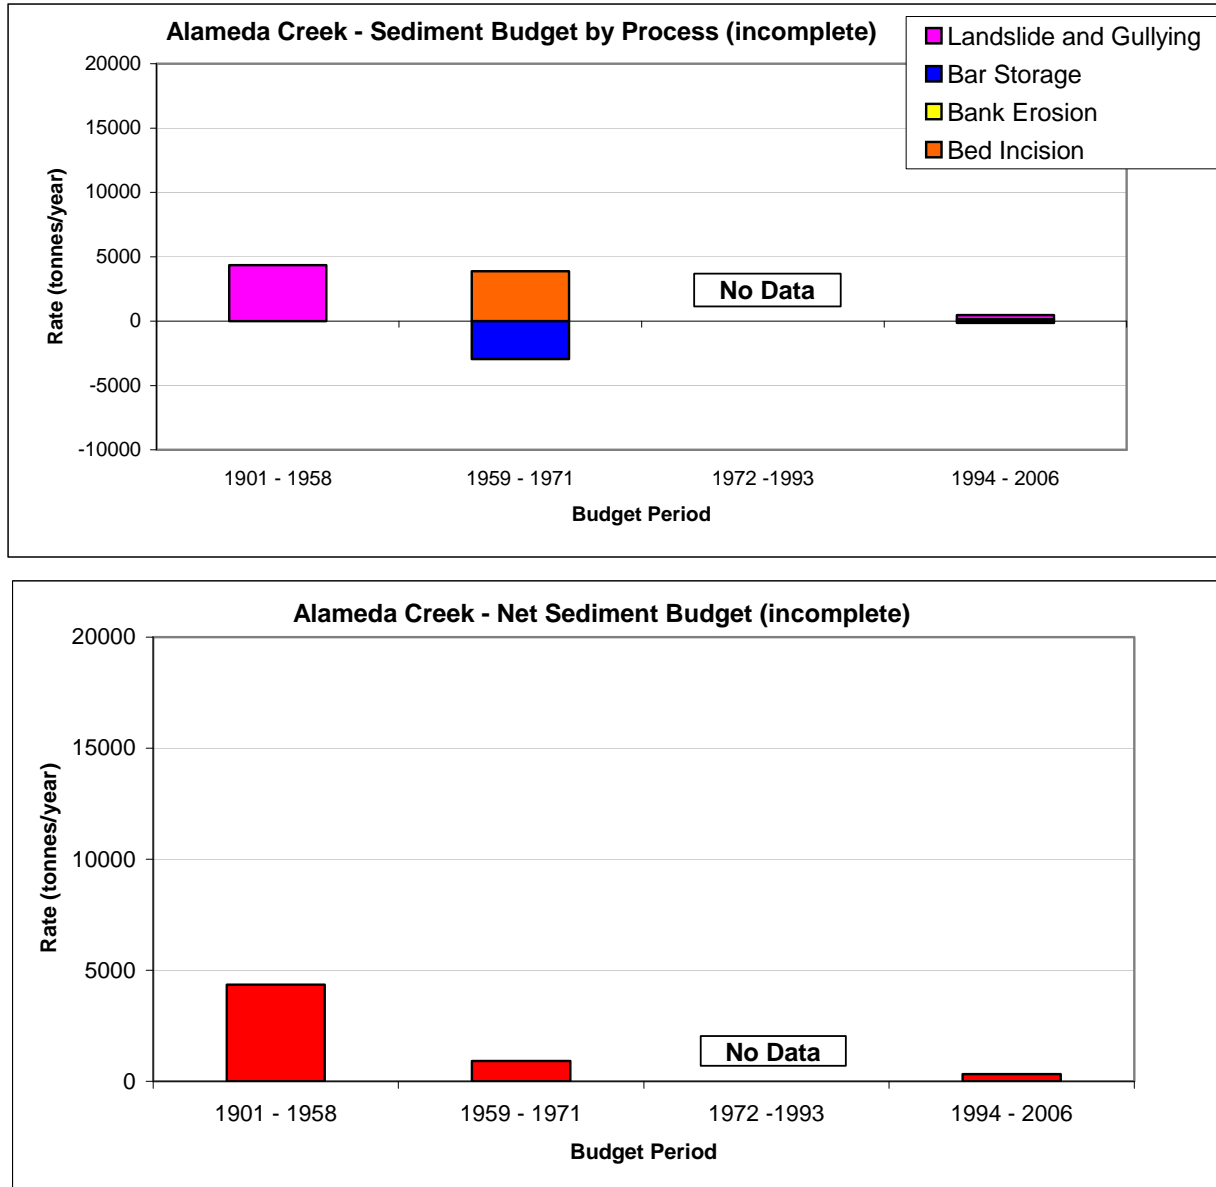 Alameda Creek - Sediment Budget by Process (incomplete)
Landslide and Gullying
Bar Storage
Bank Erosion
Bed Incision
20000
15000
10000
5000
0
-5000
-10000
Rate (tonnes/year)
No Data
1901 - 1958
1959 - 1971
1972 -1993
1994 - 2006
Budget Period
Alameda Creek - Net Sediment Budget (incomplete)
20000
15000
10000
5000
0
Rate (tonnes/year)
No Data
1901 - 1958
1959 - 1971
1972 -1993
1994 - 2006
Budget Period